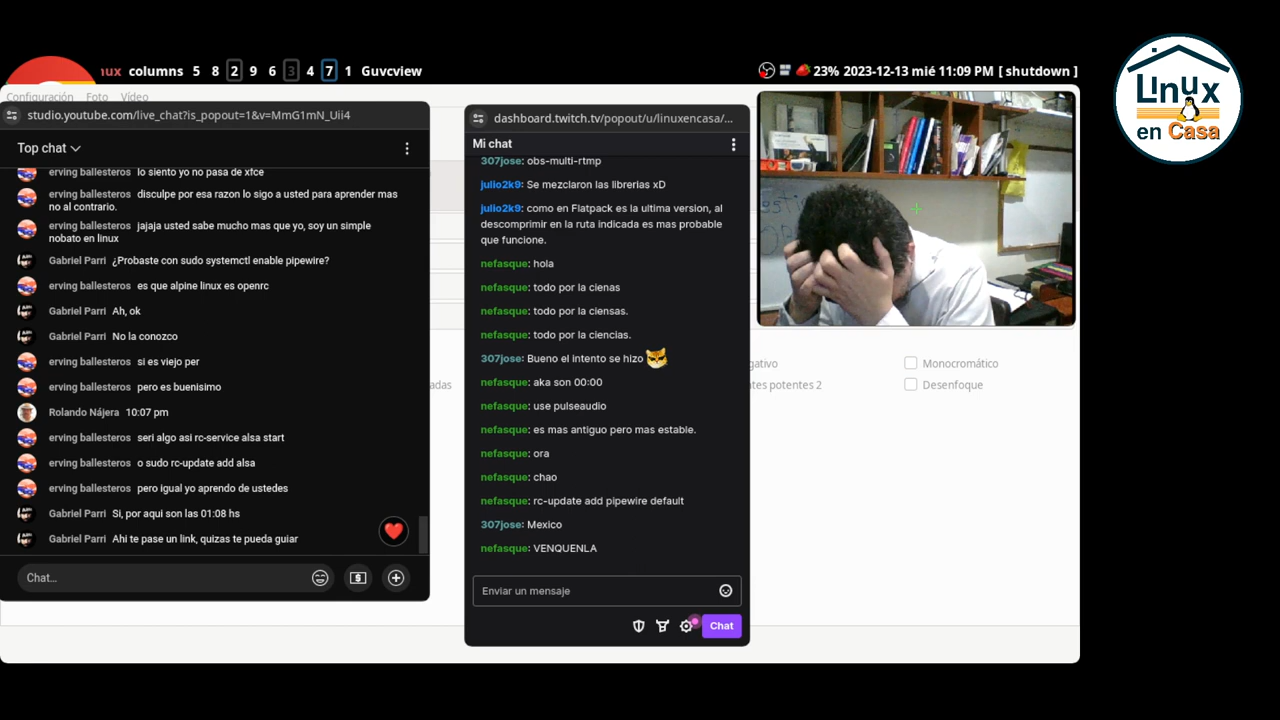 ux columns 5 8 2 9 6 3 4 7 1 Guvcview
23% 2023-12-13 mié 11:09 PM [ shutdown ]
Linux
en Casa
Configuración Foto Vídeo
studio.youtube.com/live_chat?is_popout=1&v=MmG1mN_Uii4
Top chat
erving ballesteros lo siento yo no pasa de xfce
erving ballesteros disculpe por esa razon lo sigo a usted para aprender mas
no al contrario.
erving ballesteros jajaja usted sabe mucho mas que yo, soy un simple
nobato en linux
Gabriel Parri ¿Probaste con sudo systemctl enable pipewire?
erving ballesteros es que alpine linux es openrc
Gabriel Parri Ah, ok
Gabriel Parri No la conozco
erving ballesteros si es viejo per
erving ballesteros pero es buenisimo
Rolando Nájera 10:07 pm
erving ballesteros seri algo asi rc-service alsa start
erving ballesteros o sudo rc-update add alsa
erving ballesteros pero igual yo aprendo de ustedes
Gabriel Parri Si, por aqui son las 01:08 hs
Gabriel Parri Ahi te pase un link, quizas te pueda guiar
Chat...
dashboard.twitch.tv/popout/u/linuxencasa/...
Mi chat
307jose: obs-multi-rtmp
julio2k9: Se mezclaron las librerias xD
julio2k9: como en Flatpack es la ultima version, al
descomprimir en la ruta indicada es mas probable
que funcione.
nefasque: hola
nefasque: todo por la cienas
nefasque: todo por la ciensas.
nefasque: todo por la ciencias.
307jose: Bueno el intento se hizo
nefasque: aka son 00:00
nefasque: use pulseaudio
nefasque: es mas antiguo pero mas estable.
nefasque: ora
nefasque: chao
nefasque: rc-update add pipewire default
307jose: Mexico
nefasque: VENQUENLA
Enviar un mensaje
Chat
adas
gativo
Monocromático
tes potentes 2
Desenfoque